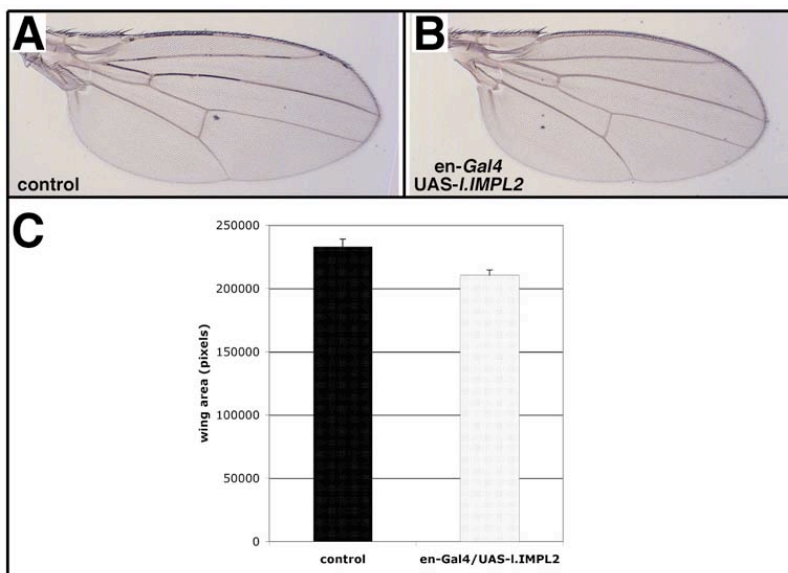 A
control
B
en-Gal4
UAS-l.IMPL2
C
250000
200000
150000
100000
50000
0
wing area (pixels)
control
en-Gal4/UAS-l.IMPL2